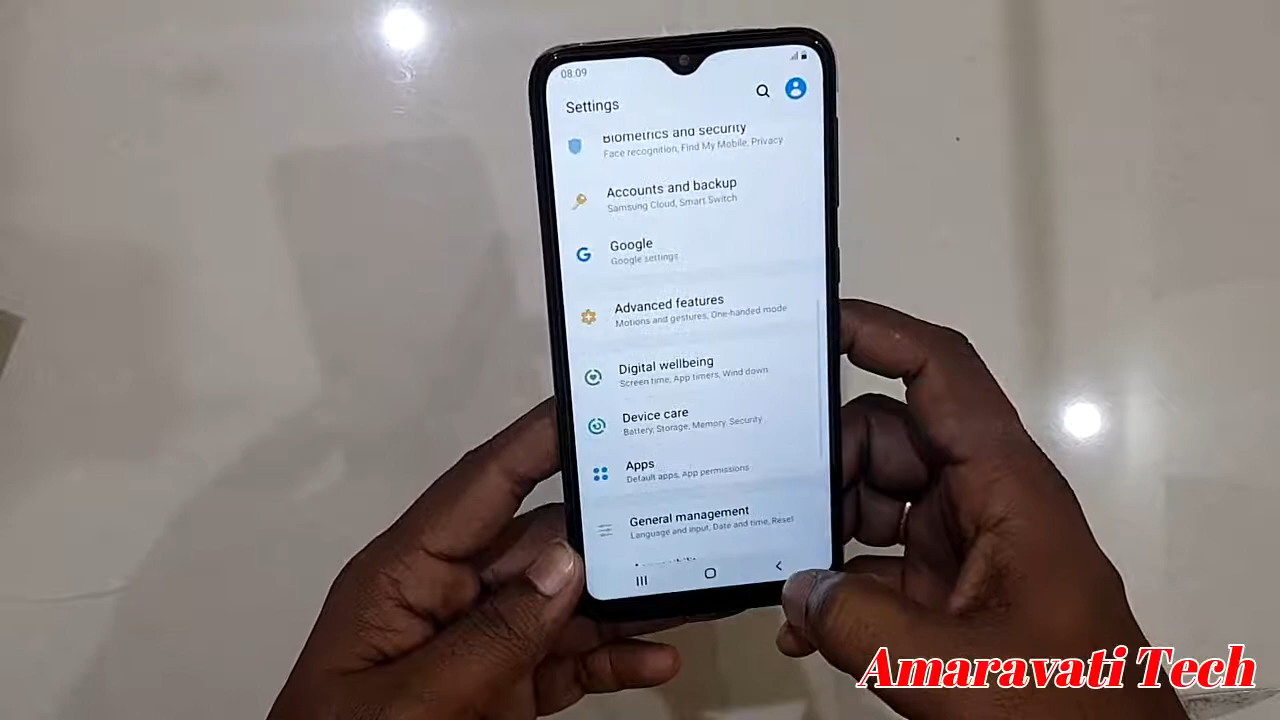 08.09
Settings
Biometrics and security
Face recognition, Find My Mobile, Privacy
Accounts and backup
Samsung Cloud, Smart Switch
Google
Google settings
Advanced features
Motions and gestures, One-handed mode
Digital wellbeing
Screen time, App timers, Wind down
Device care
Battery, Storage, Memory, Security
Apps
Default apps, App permissions
General management
Language and input, Date and time, Reset
Amaravati Tech